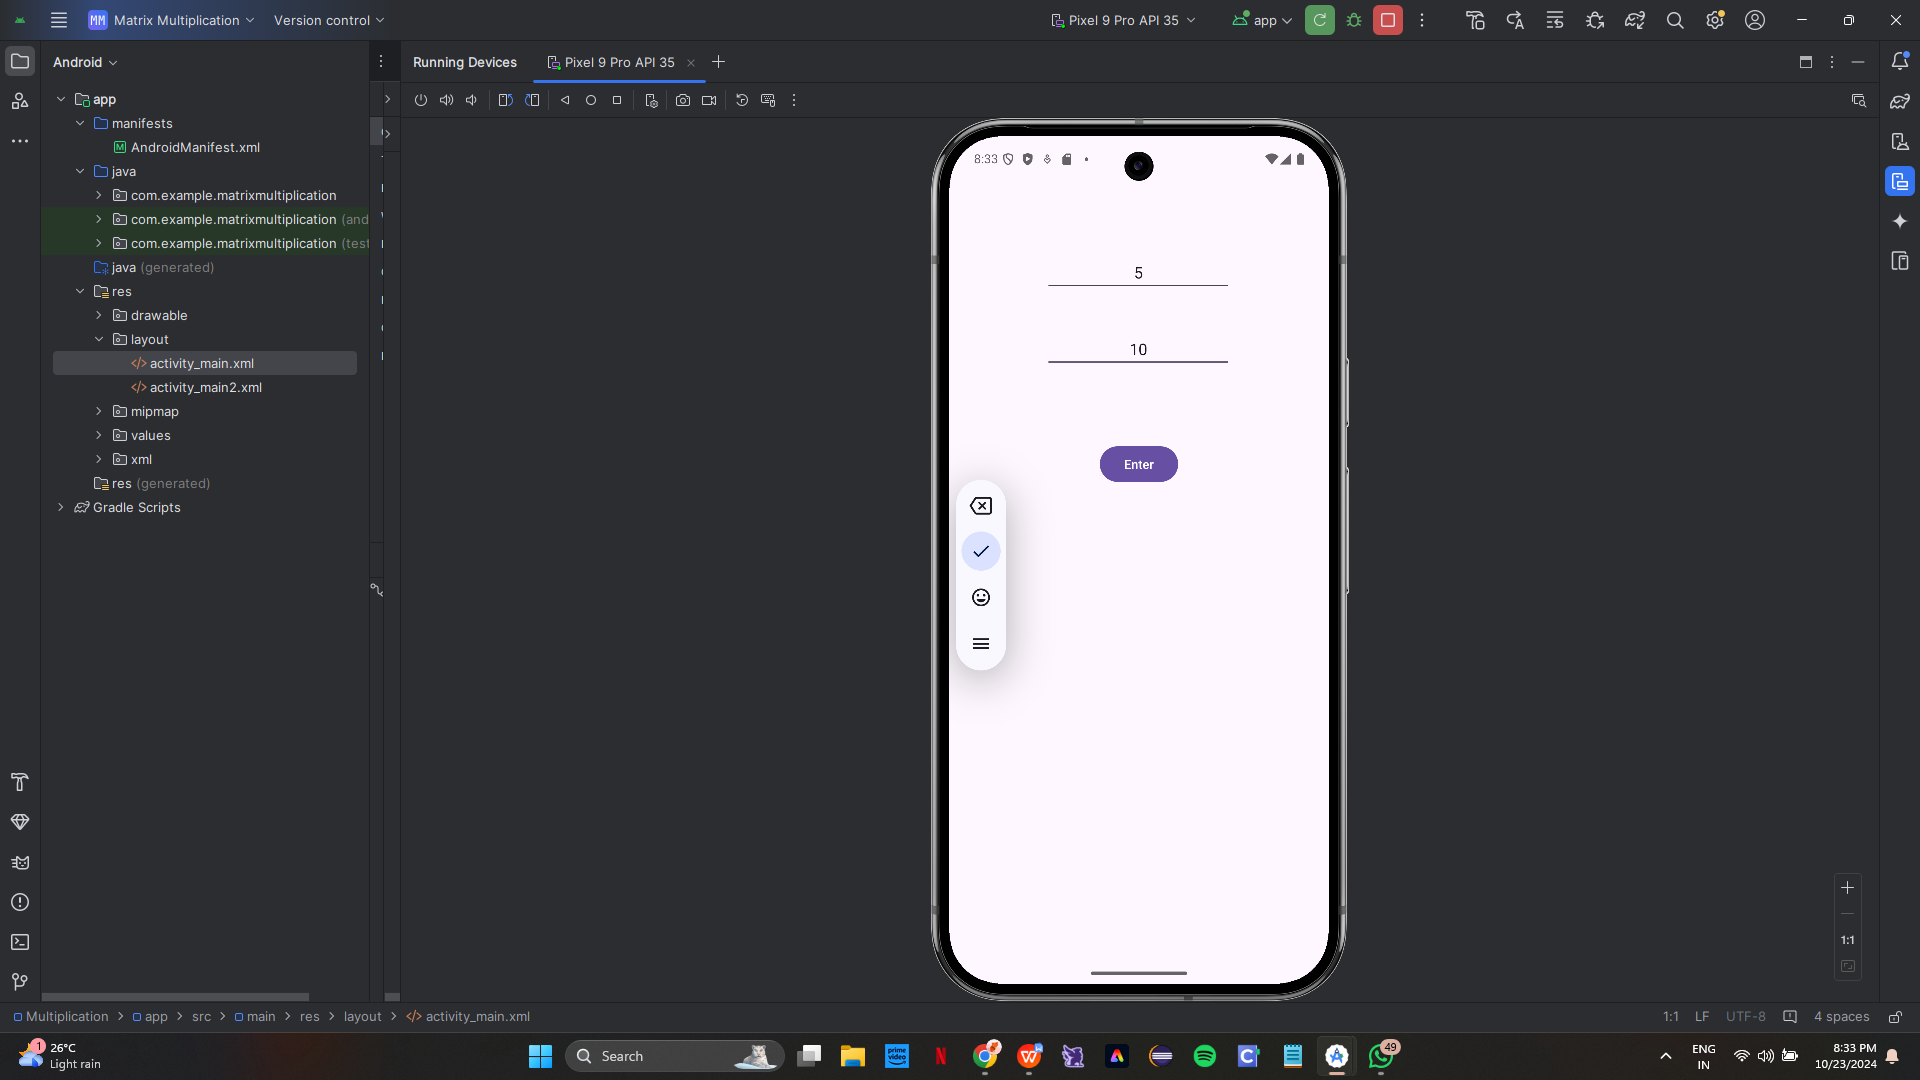 MM Matrix Multiplication Version control
Pixel 9 Pro API 35 app
Android
Running Devices Pixel 9 Pro API 35
app
manifests
M AndroidManifest.xml
java
com.example.matrixmultiplication
com.example.matrixmultiplication (and
com.example.matrixmultiplication (test
java (generated)
res
drawable
layout
</> activity_main.xml
</> activity_main2.xml
mipmap
values
xml
res (generated)
Gradle Scripts
8:33
5
10
Enter
1:1
Multiplication > app > src > main > res > layout > </> activity_main.xml
1:1 LF UTF-8 4 spaces
1
26°C
Light rain
Search
prime video
49
ENG
IN
8:33 PM
10/23/2024